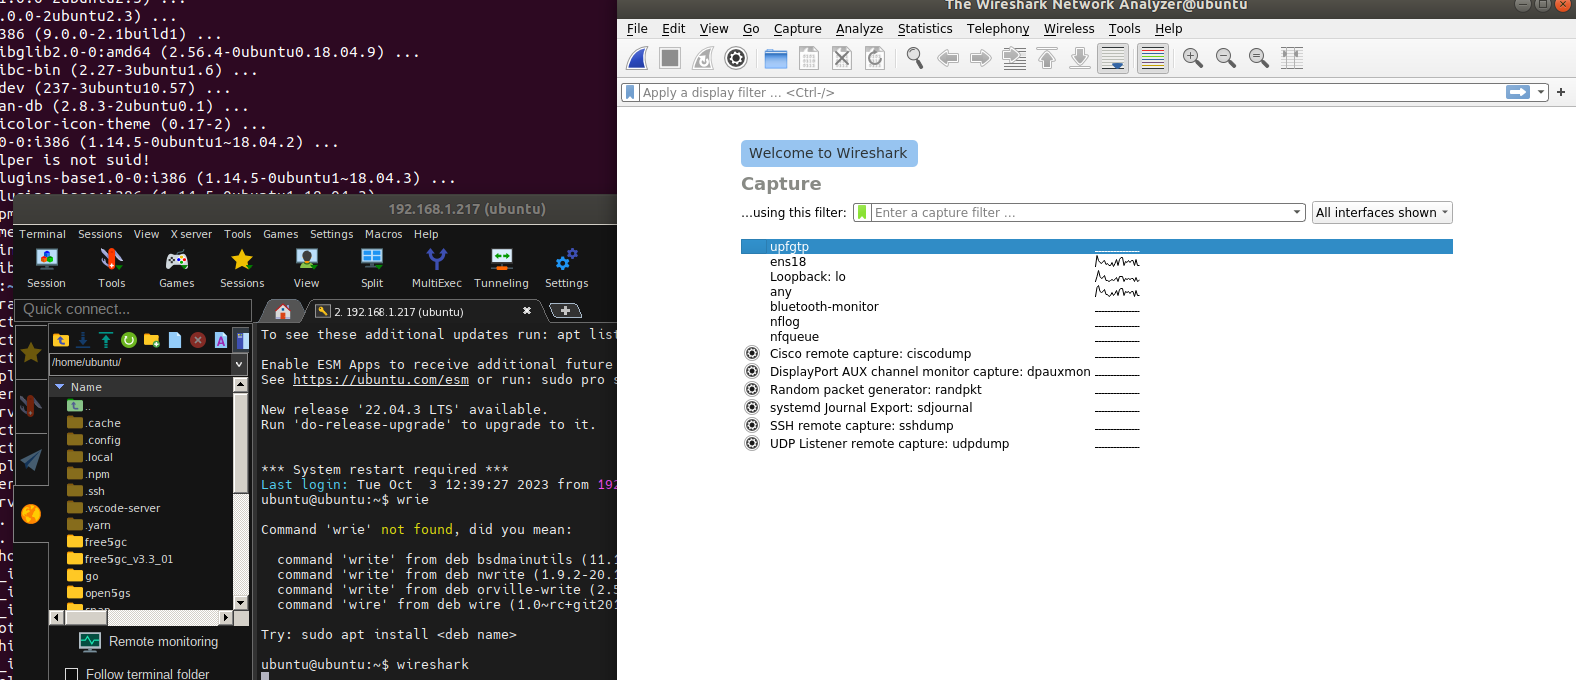 .0.0-2ubuntu2.3) ...
386 (9.0.0-2.1build1) ...
ibglib2.0-0:amd64 (2.56.4-0ubuntu0.18.04.9) ...
ibc-bin (2.27-3ubuntu1.6) ...
dev (237-3ubuntu10.57) ...
an-db (2.8.3-2ubuntu0.1) ...
icolor-icon-theme (0.17-2) ...
0-0:i386 (1.14.5-0ubuntu1~18.04.2) ...
lper is not suid!
lugins-base1.0-0:i386 (1.14.5-0ubuntu1~18.04.3) ...
192.168.1.217 (ubuntu)
Terminal Sessions View X server Tools Games Settings Macros Help
Session Tools Games Sessions View Split MultiExec Tunneling Settings
Quick connect...
2. 192.168.1.217 (ubuntu)
/home/ubuntu/
Name
..
.cache
.config
.local
.npm
.ssh
.vscode-server
.yarn
free5gc
free5gc_v3.3_01
go
open5gs
snap
Remote monitoring
Follow terminal folder
To see these additional updates run: apt list
Enable ESM Apps to receive additional future
See https://ubuntu.com/esm or run: sudo pro s
New release '22.04.3 LTS' available.
Run 'do-release-upgrade' to upgrade to it.
*** System restart required ***
Last login: Tue Oct  3 12:39:27 2023 from 192
ubuntu@ubuntu:~$ wrie
Command 'wrie' not found, did you mean:
command 'write' from deb bsdmainutils (11.1
command 'write' from deb nwrite (1.9.2-20.1
command 'write' from deb orville-write (2.5
command 'wire' from deb wire (1.0~rc+git201
Try: sudo apt install <deb name>
ubuntu@ubuntu:~$ wireshark
The Wireshark Network Analyzer@ubuntu
File Edit View Go Capture Analyze Statistics Telephony Wireless Tools Help
Apply a display filter ... <Ctrl-/>
Welcome to Wireshark
Capture
...using this filter: Enter a capture filter ... All interfaces shown
upfgtp
ens18
Loopback: lo
any
bluetooth-monitor
nflog
nfqueue
Cisco remote capture: ciscodump
DisplayPort AUX channel monitor capture: dpauxmon
Random packet generator: randpkt
systemd Journal Export: sdjournal
SSH remote capture: sshdump
UDP Listener remote capture: udpdump